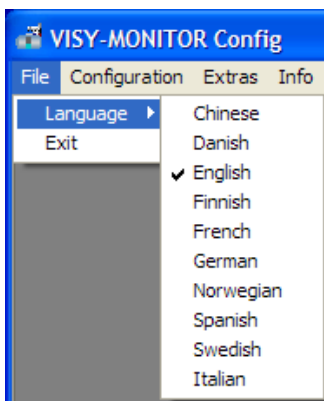 VISY-MONITOR Config
File Configuration Extras Info
Language
Exit
Chinese
Danish
English
Finnish
French
German
Norwegian
Spanish
Swedish
Italian